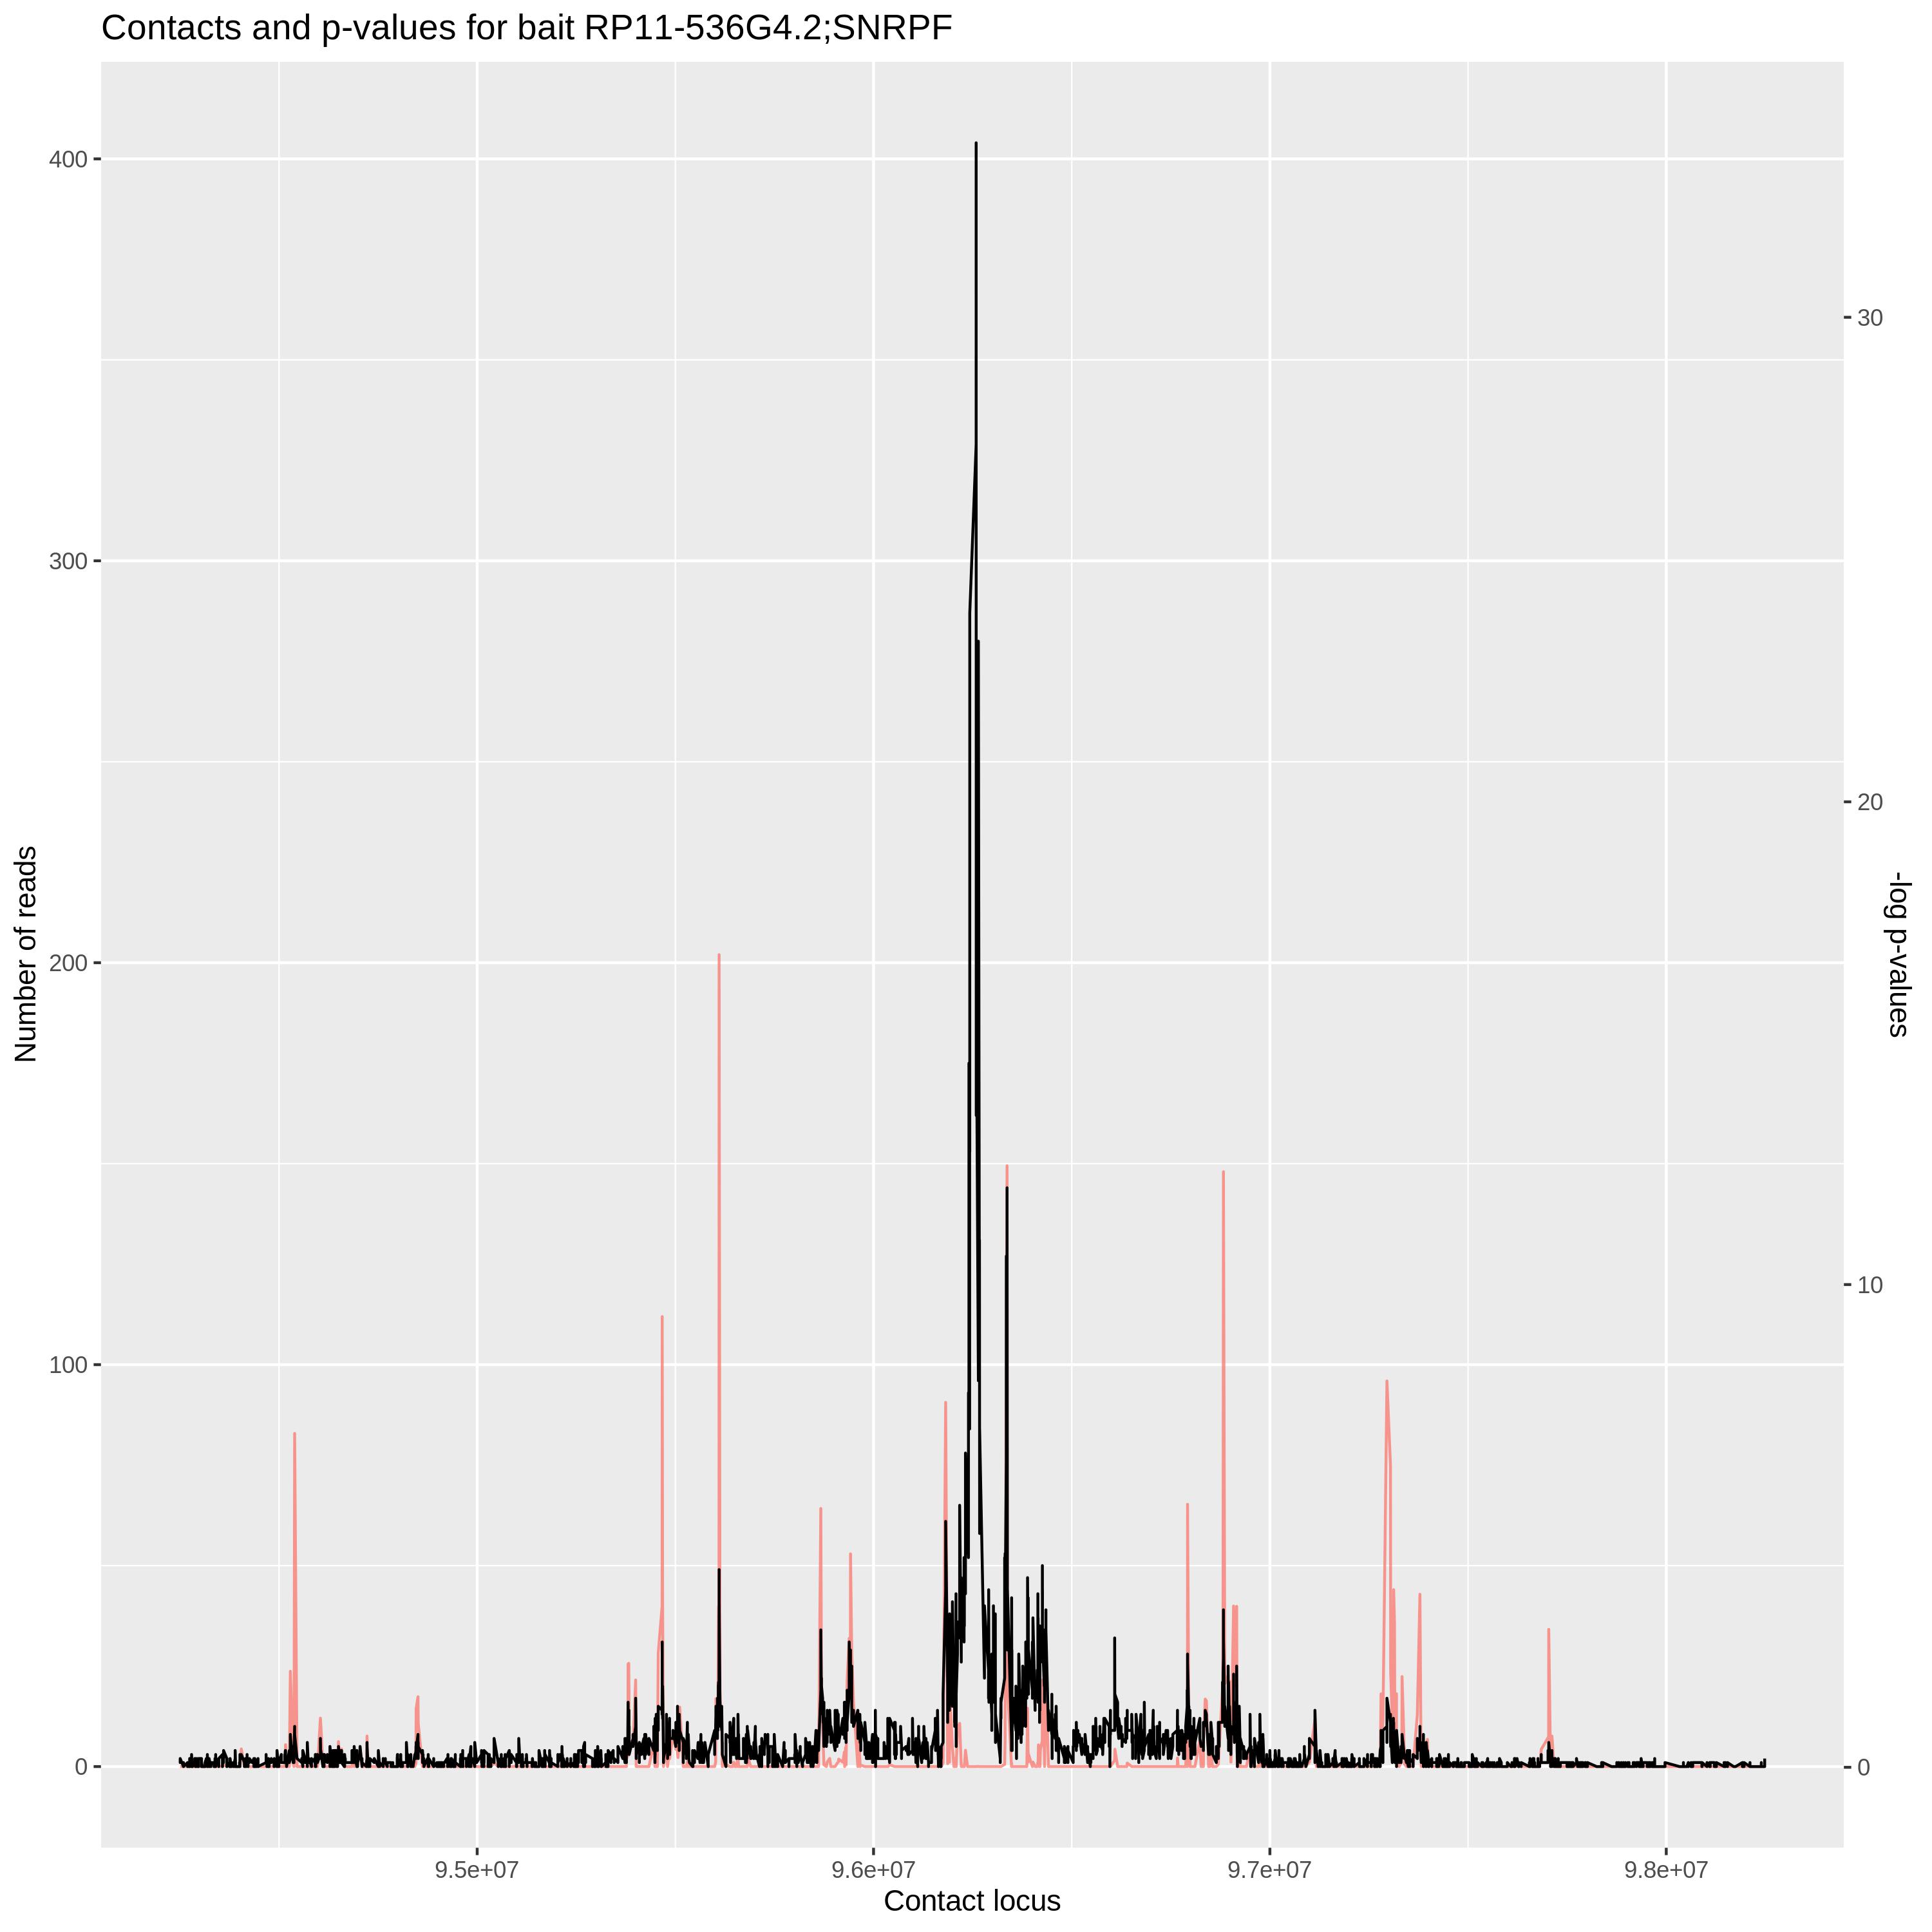 Contacts and p-values for bait RP11-536G4.2;SNRPF
400
300
200
100
0
Number of reads
30
20
10
0
-log p-values
9.5e+07
9.6e+07
9.7e+07
9.8e+07
Contact locus